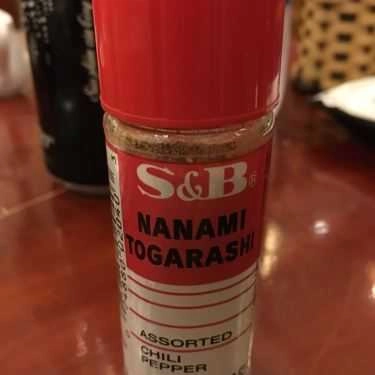 S&B®
NANAMI
TOGARASHI
ASSORTED
CHILI
PEPPER